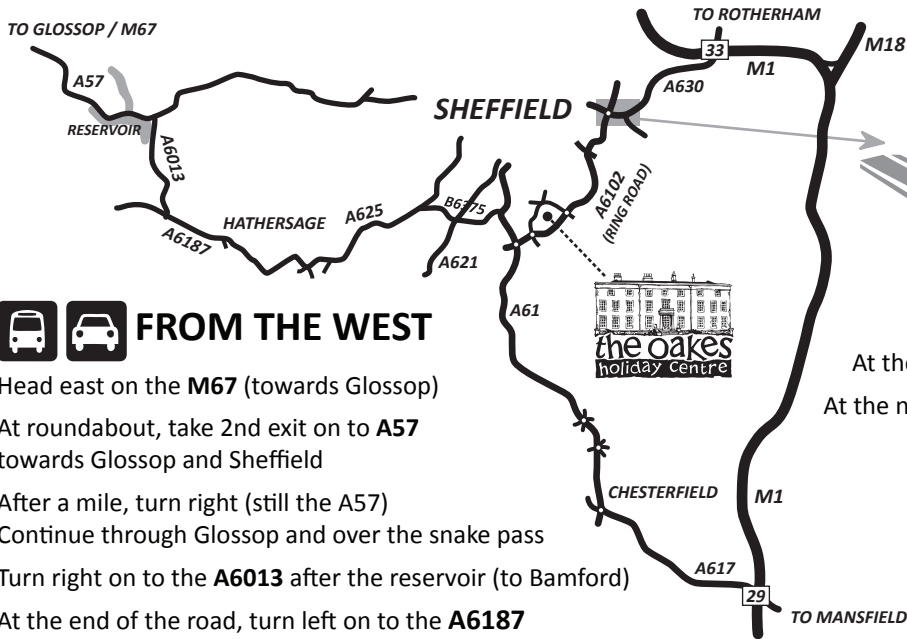 TO GLOSSOP / M67
TO ROTHERHAM
33
M18
M1
A57
A630
SHEFFIELD
RESERVOIR
A6013
A6102
(RING ROAD)
HATHERSAGE
A625
B6375
A6187
A621
A61
the oakes
holiday centre
FROM THE WEST
Head east on the M67 (towards Glossop)
At roundabout, take 2nd exit on to A57
towards Glossop and Sheffield
After a mile, turn right (still the A57)
Continue through Glossop and over the snake pass
Turn right on to the A6013 after the reservoir (to Bamford)
At the end of the road, turn left on to the A6187
At the
At the n
CHESTERFIELD
M1
A617
29
TO MANSFIELD